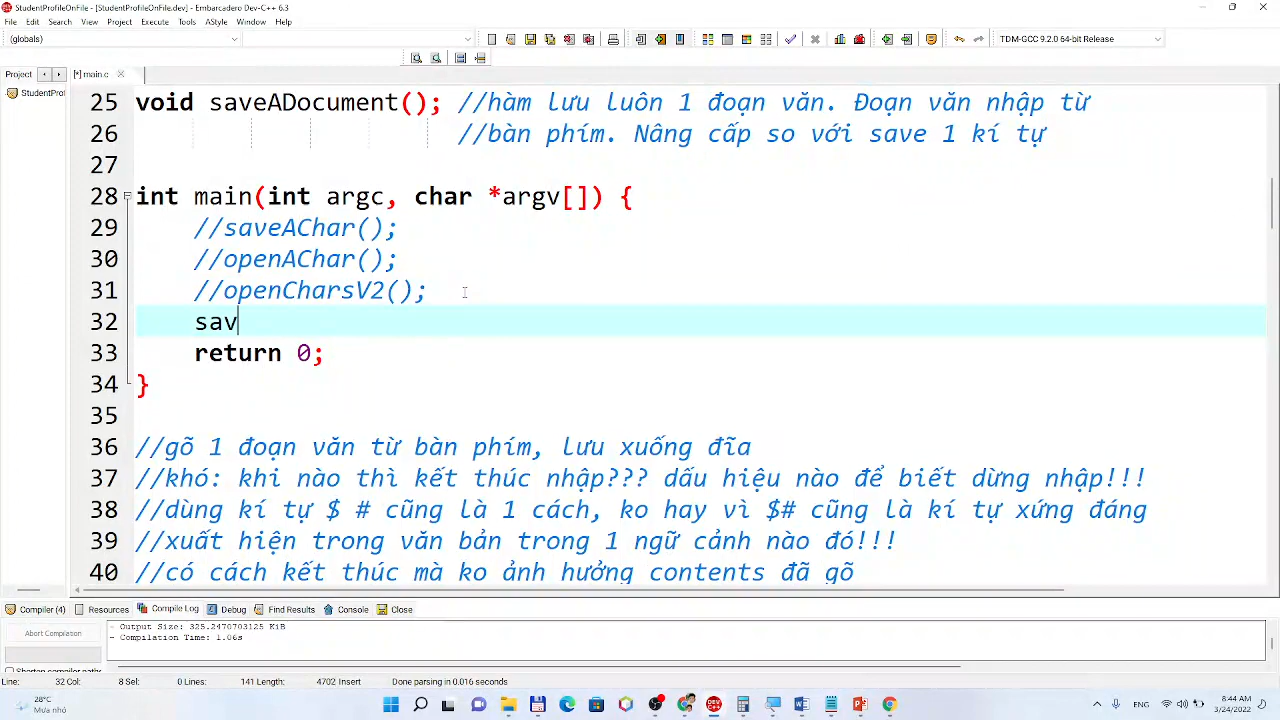 StudentProfileOnFile - [StudentProfileOnFile.dev] - Embarcadero Dev-C++ 6.3
File Edit Search View Project Execute Tools AStyle Window Help
(globals)
TDM-GCC 9.2.0 64-bit Release
Project
[*] main.c
StudentProf
25 void saveADocument(); //hàm lưu luôn 1 đoạn văn. Đoạn văn nhập từ
26 //bàn phím. Nâng cấp so với save 1 kí tự
27
28 int main(int argc, char *argv[]) {
29 //saveAChar();
30 //openAChar();
31 //openCharsV2();
32 sav
33 return 0;
34 }
35
36 //gõ 1 đoạn văn từ bàn phím, lưu xuống đĩa
37 //khó: khi nào thì kết thúc nhập??? dấu hiệu nào để biết dừng nhập!!!
38 //dùng kí tự $ # cũng là 1 cách, ko hay vì $# cũng là kí tự xứng đáng
39 //xuất hiện trong văn bản trong 1 ngữ cảnh nào đó!!!
40 //có cách kết thúc mà ko ảnh hưởng contents đã gõ
Compiler (4) Resources Compile Log Debug Find Results Console Close
Abort Compilation
- Output Size: 325.2470703125 KiB
- Compilation Time: 1.06s
Shorten compiler paths
Line: 32 Col: 8 Sel: 0 Lines: 141 Length: 4702 Insert Done parsing in 0.016 seconds
28°C
Mưa nhỏ
DEV C++
ENG
8:44 AM
3/24/2022